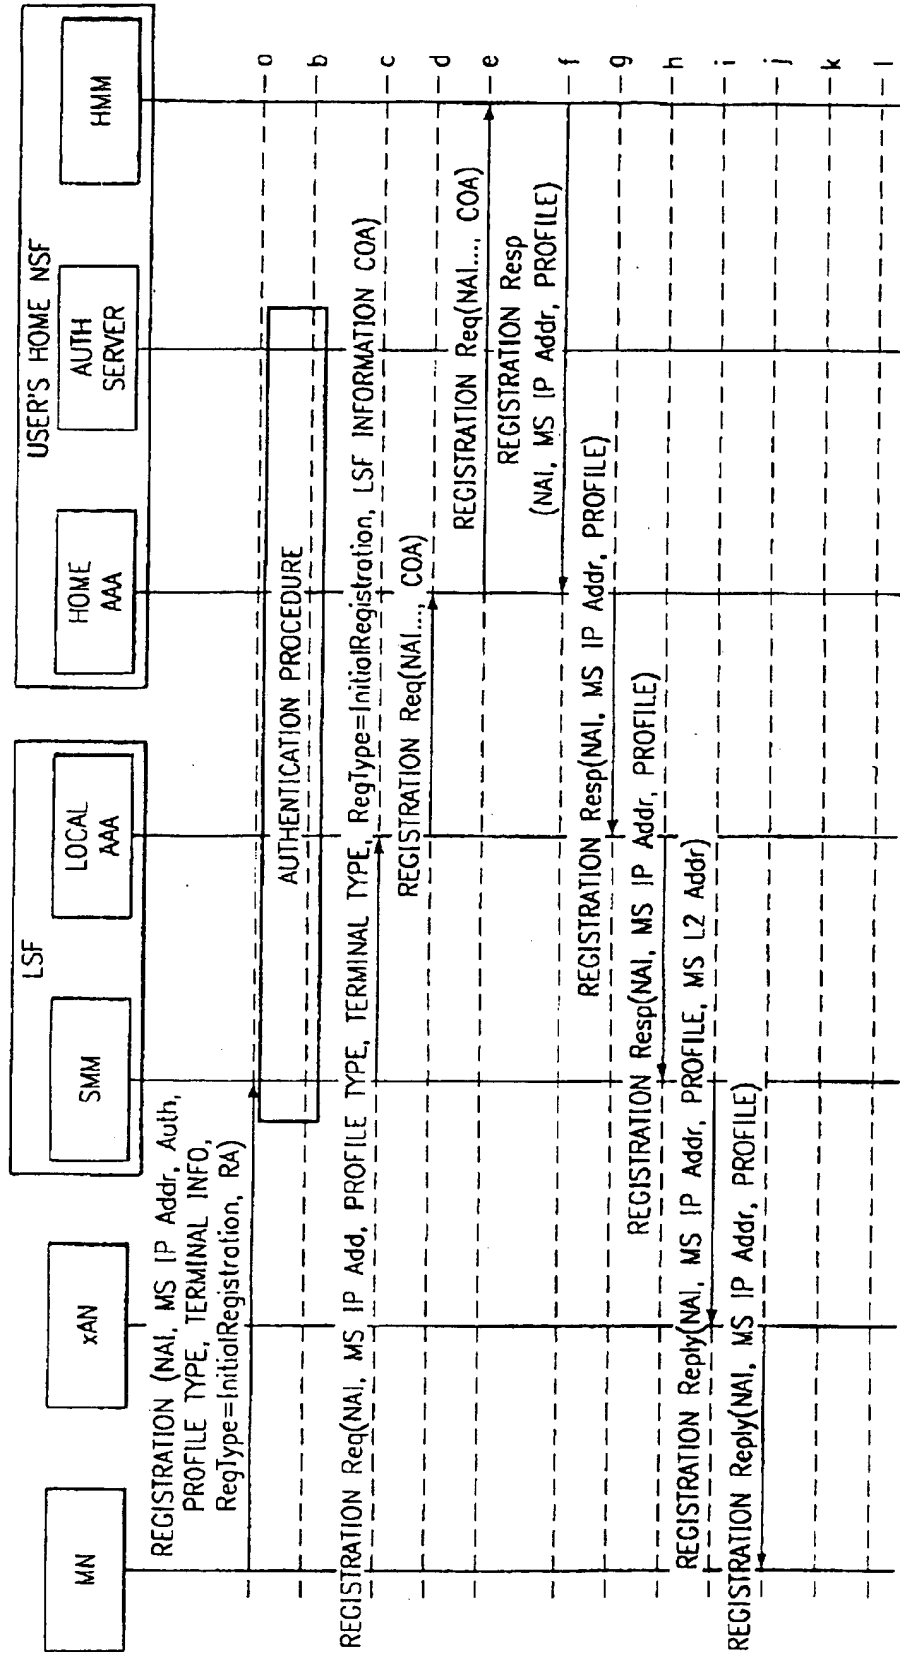 MN
xAN
LSF
SMM
LOCAL
AAA
USER'S HOME NSF
HOME
AAA
AUTH
SERVER
HMM
REGISTRATION (NAI, MS IP Addr, Auth,
PROFILE TYPE, TERMINAL INFO,
RegType=InitialRegistration, RA)
a
AUTHENTICATION PROCEDURE
b
REGISTRATION Req(NAI, MS IP Add, PROFILE TYPE, TERMINAL TYPE, RegType=InitialRegistration, LSF INFORMATION COA)
c
REGISTRATION Req(NAI..., COA)
d
REGISTRATION Req(NAI..., COA)
e
REGISTRATION Resp
(NAI, MS IP Addr, PROFILE)
f
REGISTRATION Resp(NAI, MS IP Addr, PROFILE)
g
REGISTRATION Resp(NAI, MS IP Addr, PROFILE)
h
REGISTRATION Reply(NAI, MS IP Addr, PROFILE, MS L2 Addr)
i
REGISTRATION Reply(NAI, MS IP Addr, PROFILE)
j
k
l